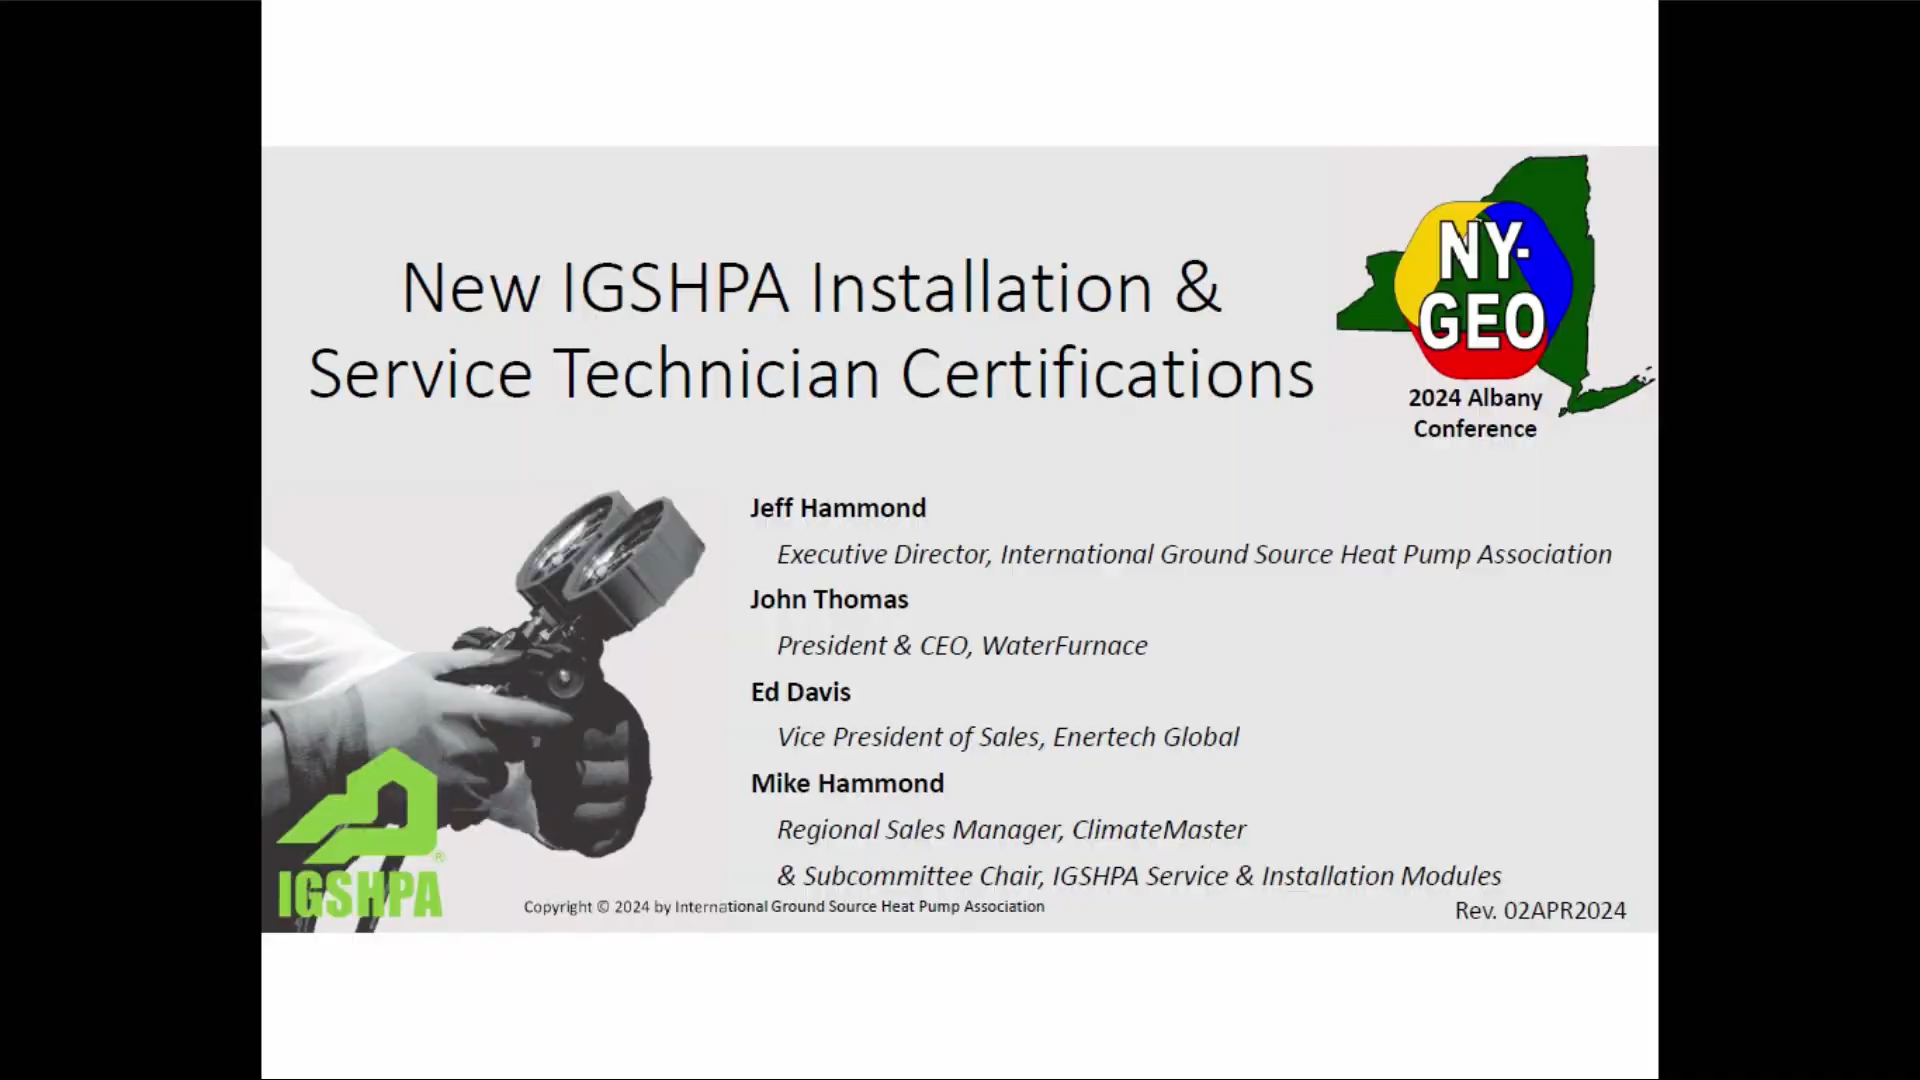 New IGSHPA Installation &
Service Technician Certifications
NY-
GEO
2024 Albany
Conference
Jeff Hammond
Executive Director, International Ground Source Heat Pump Association
John Thomas
President & CEO, WaterFurnace
Ed Davis
Vice President of Sales, Enertech Global
Mike Hammond
Regional Sales Manager, ClimateMaster
& Subcommittee Chair, IGSHPA Service & Installation Modules
®
IGSHPA
Copyright © 2024 by International Ground Source Heat Pump Association
Rev. 02APR2024